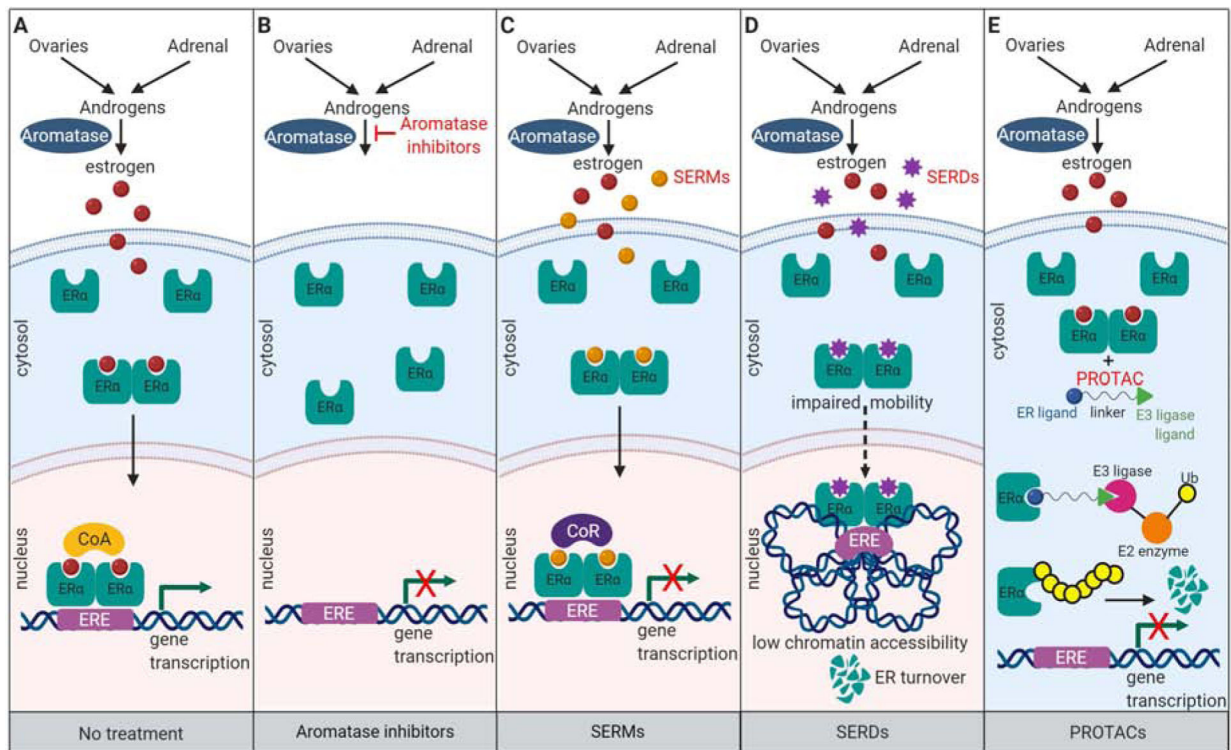 A
Ovaries
Adrenal
Androgens
Aromatase
estrogen
ERα
ERα
cytosol
ERα
ERα
nucleus
CoA
ERα
ERα
ERE
gene
transcription
No treatment
B
Ovaries
Adrenal
Androgens
Aromatase
Aromatase
inhibitors
ERα
ERα
cytosol
ERα
ERα
nucleus
ERE
gene
transcription
Aromatase inhibitors
C
Ovaries
Adrenal
Androgens
Aromatase
estrogen
SERMs
ERα
ERα
cytosol
ERα
ERα
nucleus
CoR
ERα
ERα
ERE
gene
transcription
SERMs
D
Ovaries
Adrenal
Androgens
Aromatase
estrogen
SERDs
ERα
ERα
cytosol
ERα
ERα
impaired mobility
nucleus
ERα
ERα
ERE
low chromatin accessibility
ER turnover
SERDs
E
Ovaries
Adrenal
Androgens
Aromatase
estrogen
ERα
ERα
cytosol
ERα
ERα
+
PROTAC
ER ligand
linker
E3 ligase
ligand
E3 ligase
Ub
ERα
E2 enzyme
ERα
ERE
gene
transcription
PROTACs